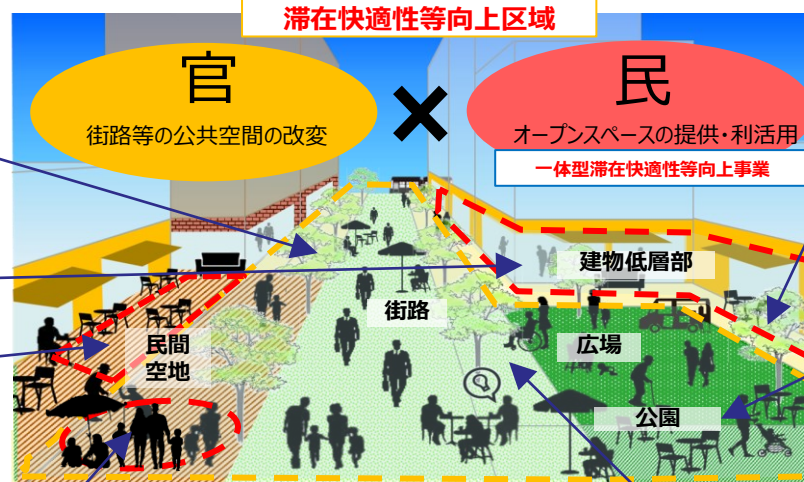 滞在快適性等向上区域
官
街路等の公共空間の改変
×
民
オープンスペースの提供・利活用
一体型滞在快適性等向上事業
建物低層部
街路
民間
空地
広場
公園